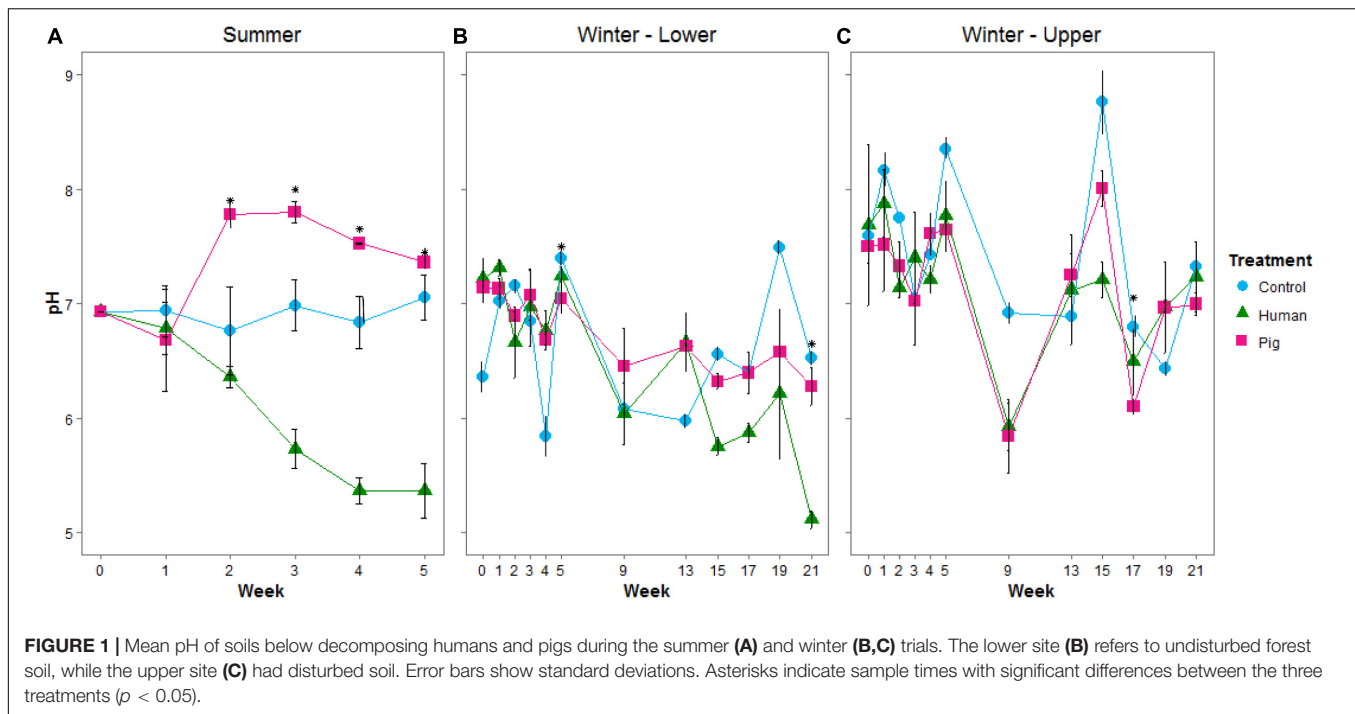 A Summer B Winter - Lower C Winter - Upper
pH
9
8
7
6
5
* * * *
* *
*
0 1 2 3 4 5
0 1 2 3 4 5 9 13 15 17 19 21
0 1 2 3 4 5 9 13 15 17 19 21
Week Week Week
Treatment
Control
Human
Pig
FIGURE 1 | Mean pH of soils below decomposing humans and pigs during the summer (A) and winter (B,C) trials. The lower site (B) refers to undisturbed forest
soil, while the upper site (C) had disturbed soil. Error bars show standard deviations. Asterisks indicate sample times with significant differences between the three
treatments (p < 0.05).